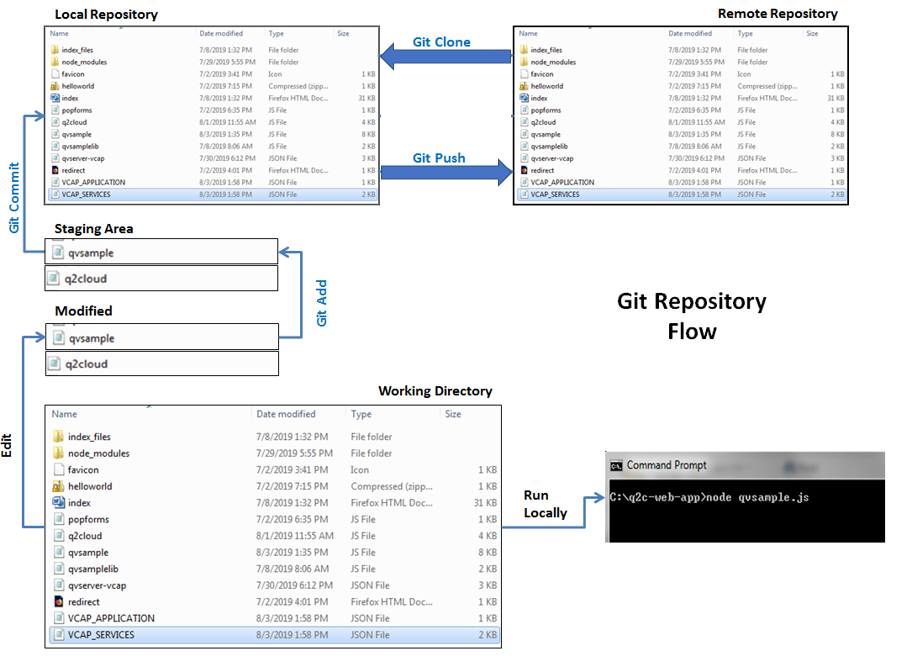 Local Repository
Name Date modified Type Size
index_files 7/8/2019 1:32 PM File folder
node_modules 7/29/2019 5:55 PM File folder
favicon 7/2/2019 3:41 PM Icon 1 KB
helloworld 7/2/2019 7:15 PM Compressed (zipp... 1 KB
index 7/8/2019 1:32 PM Firefox HTML Doc... 31 KB
popforms 7/2/2019 6:35 PM JS File 1 KB
q2cloud 8/1/2019 11:55 AM JS File 4 KB
qvsample 8/3/2019 1:35 PM JS File 8 KB
qvsamplelib 7/8/2019 8:06 AM JS File 2 KB
qvserver-vcap 7/30/2019 6:12 PM JSON File 3 KB
redirect 7/2/2019 4:01 PM Firefox HTML Doc... 1 KB
VCAP_APPLICATION 8/3/2019 1:58 PM JSON File 1 KB
VCAP_SERVICES 8/3/2019 1:58 PM JSON File 2 KB
Git Clone
Git Push
Remote Repository
Name Date modified Type Size
index_files 7/8/2019 1:32 PM File folder
node_modules 7/29/2019 5:55 PM File folder
favicon 7/2/2019 3:41 PM Icon 1 KB
helloworld 7/2/2019 7:15 PM Compressed (zipp... 1 KB
index 7/8/2019 1:32 PM Firefox HTML Doc... 31 KB
popforms 7/2/2019 6:35 PM JS File 1 KB
q2cloud 8/1/2019 11:55 AM JS File 4 KB
qvsample 8/3/2019 1:35 PM JS File 8 KB
qvsamplelib 7/8/2019 8:06 AM JS File 2 KB
qvserver-vcap 7/30/2019 6:12 PM JSON File 3 KB
redirect 7/2/2019 4:01 PM Firefox HTML Doc... 1 KB
VCAP_APPLICATION 8/3/2019 1:58 PM JSON File 1 KB
VCAP_SERVICES 8/3/2019 1:58 PM JSON File 2 KB
Git Commit
Staging Area
qvsample
q2cloud
Git Add
Modified
qvsample
q2cloud
Git Repository
Flow
Edit
Working Directory
Name Date modified Type Size
index_files 7/8/2019 1:32 PM File folder
node_modules 7/29/2019 5:55 PM File folder
favicon 7/2/2019 3:41 PM Icon 1 KB
helloworld 7/2/2019 7:15 PM Compressed (zipp... 1 KB
index 7/8/2019 1:32 PM Firefox HTML Doc... 31 KB
popforms 7/2/2019 6:35 PM JS File 1 KB
q2cloud 8/1/2019 11:55 AM JS File 4 KB
qvsample 8/3/2019 1:35 PM JS File 8 KB
qvsamplelib 7/8/2019 8:06 AM JS File 2 KB
qvserver-vcap 7/30/2019 6:12 PM JSON File 3 KB
redirect 7/2/2019 4:01 PM Firefox HTML Doc... 1 KB
VCAP_APPLICATION 8/3/2019 1:58 PM JSON File 1 KB
VCAP_SERVICES 8/3/2019 1:58 PM JSON File 2 KB
Run
Locally
Command Prompt
C:\q2c-web-app>node qvsample.js